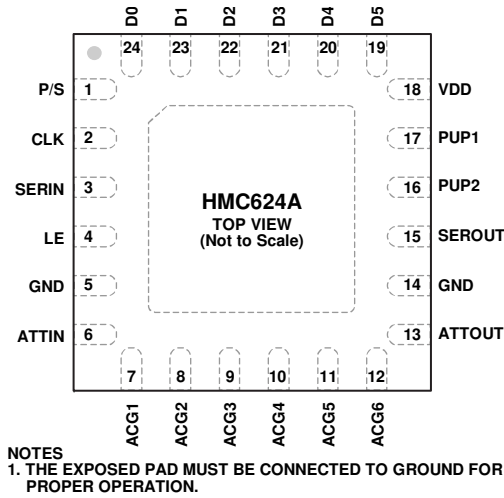 D0 D1 D2 D3 D4 D5
24 23 22 21 20 19
P/S 1 18 VDD
CLK 2 17 PUP1
SERIN 3 16 PUP2
HMC624A
TOP VIEW
(Not to Scale)
LE 4 15 SEROUT
GND 5 14 GND
ATTIN 6 13 ATTOUT
7 8 9 10 11 12
ACG1 ACG2 ACG3 ACG4 ACG5 ACG6
NOTES
1. THE EXPOSED PAD MUST BE CONNECTED TO GROUND FOR
PROPER OPERATION.